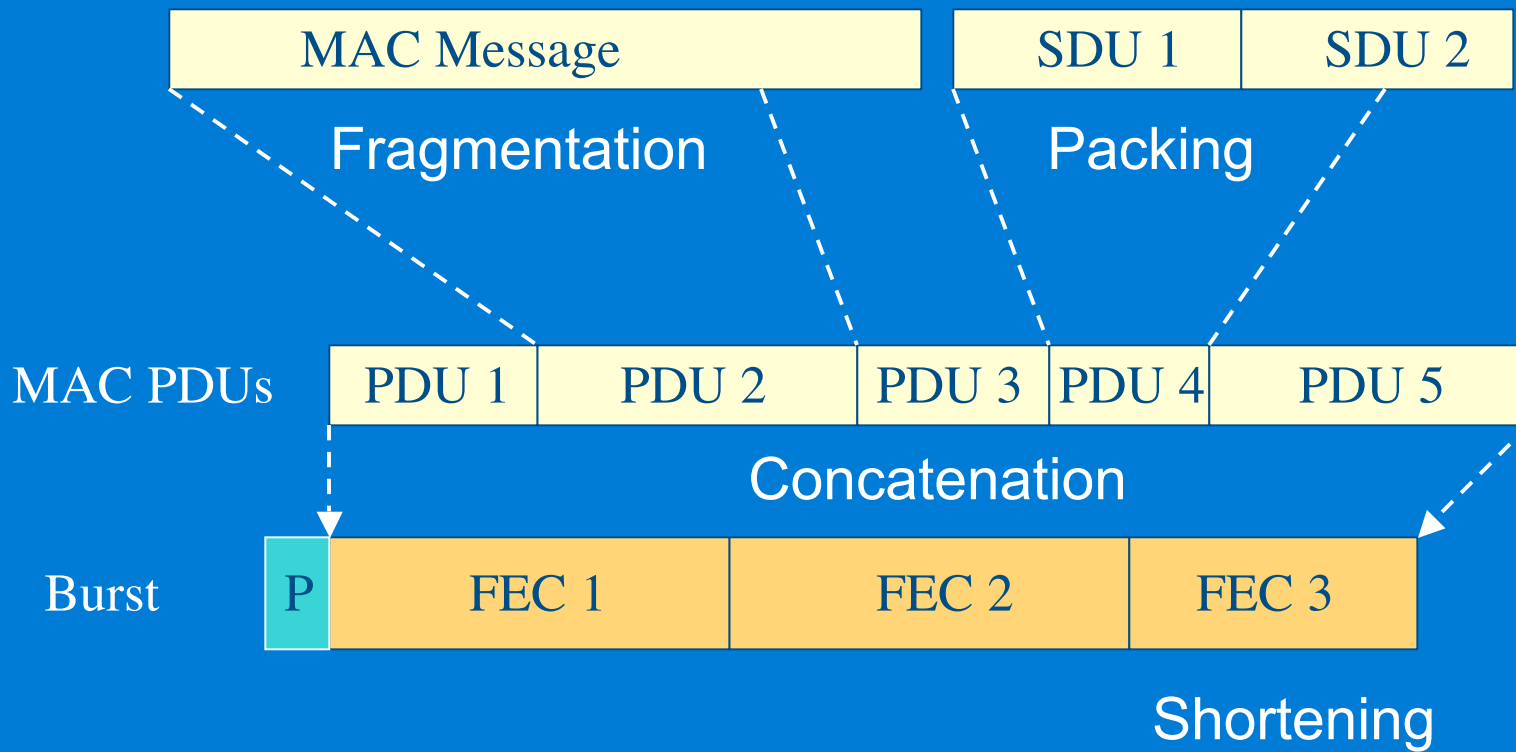 MAC Message SDU 1 SDU 2
Fragmentation Packing
MAC PDUs PDU 1 PDU 2 PDU 3 PDU 4 PDU 5
Concatenation
Burst P FEC 1 FEC 2 FEC 3
Shortening